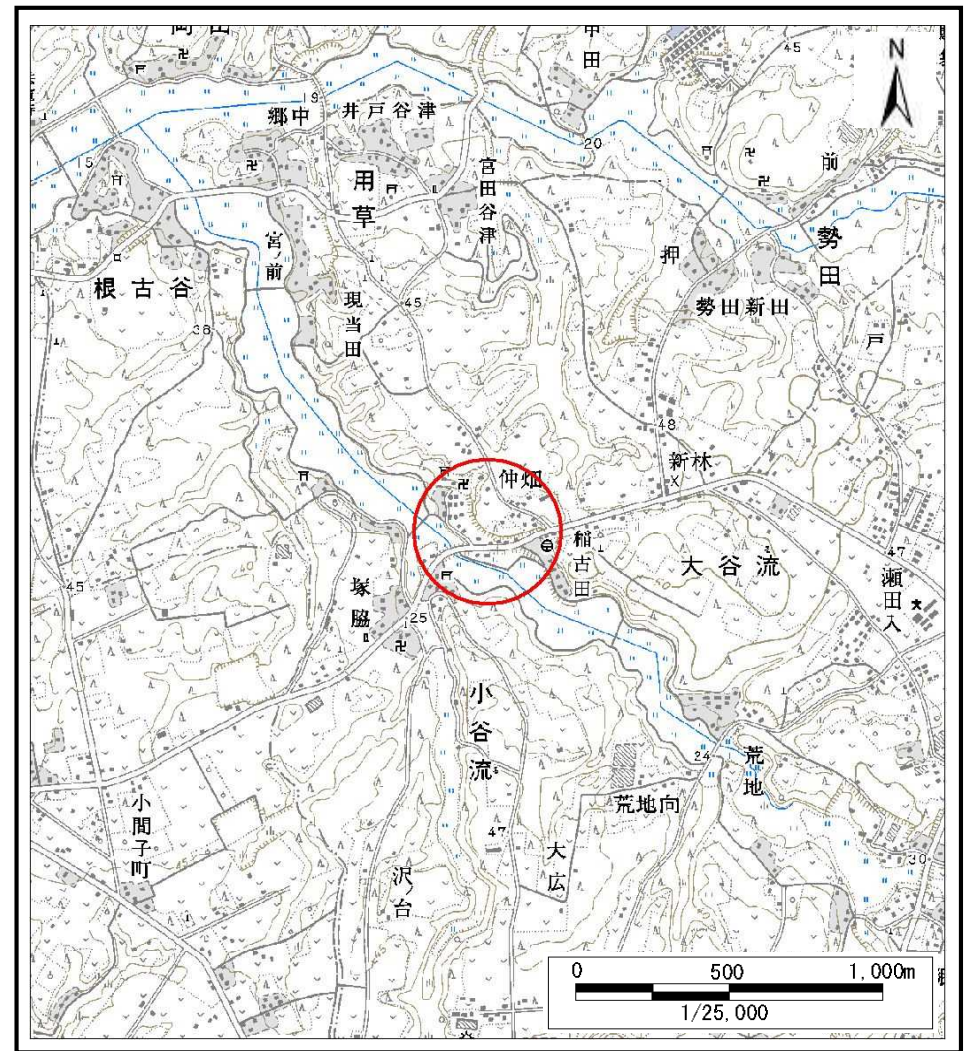 45
N
19
郷中
井戸谷津
20
前
15
用草
宮田谷津
押
勢田
宮ノ前
根古谷
現当田
45
勢田新田
戸
38
48
新林
仲畑
稲古田
大谷流
47
瀬田入
45
塚脇
25
小谷流
24
荒地
荒地向
小間子町
47
大広
沢台
30
0 500 1,000m
1/25,000